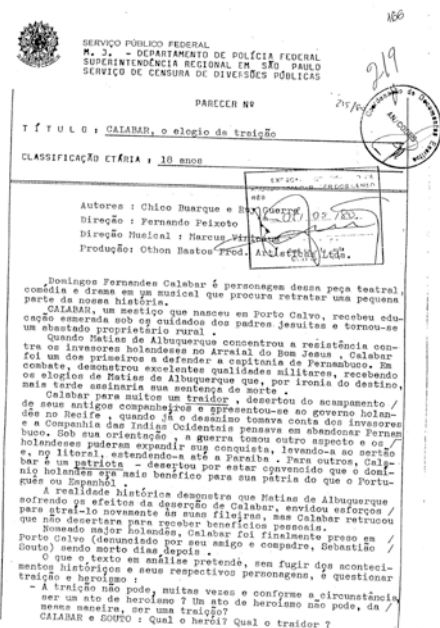 166
219
SERVIÇO PÚBLICO FEDERAL
M. J. - DEPARTAMENTO DE POLÍCIA FEDERAL
SUPERINTENDÊNCIA REGIONAL EM SÃO PAULO
SERVIÇO DE CENSURA DE DIVERSÕES PÚBLICAS
PARECER Nº
TÍTULO: CALABAR, o elogio da traição
CLASSIFICAÇÃO ETÁRIA : 18 anos
Autores : Chico Buarque e Ruy Guerra
Direção : Fernando Peixoto
Direção Musical : Marcus
Produção: Othon Bastos Prod. Artísticas Ltda.
Domingos Fernandes Calabar é personagem dessa peça teatral,
comédia e drama em um musical que procura retratar uma pequena
parte da nossa história.
CALABAR, um mestiço que nasceu em Porto Calvo, recebeu edu-
cação esmerada sob os cuidados dos padres jesuítas e tornou-se
um abastado proprietário rural .
Quando Matias de Albuquerque concentrou a resistência con-
tra os invasores holandeses no Arraial do Bom Jesus , Calabar
foi um dos primeiros a defender a capitania de Pernambuco. Em
combate, demonstrou excelentes qualidades militares, recebendo
os elogios de Matias de Albuquerque que, por ironia do destino,
mais tarde assinaria sua sentença de morte .
Calabar para muitos um traidor , desertou do acampamento /
de seus antigos companheiros e apresentou-se ao governo holan-
dês no Recife , quando já o desanimo tomava conta dos invasores
e a Companhia das Indias Ocidentais pensava em abandonar Pernam
buco. Sob sua orientação , a guerra tomou outro aspecto e os /
holandeses puderam expandir sua conquista, levando-a ao sertão
e, no litoral, estendendo-a até a Paraiba . Para outros, Cala-
bar é um patriota - desertou por estar convencido que o domí-
nio holandês era mais benéfico para sua pátria do que o Portu-
guês ou Espanhol .
A realidade histórica demonstra que Matias de Albuquerque
sofrendo os efeitos da deserção de Calabar, envidou esforços /
para atraí-lo novamente às suas fileiras, mas Calabar retrucou
que não desertara para receber benefícios pessoais.
Nomeado major holandês, Calabar foi finalmente preso em /
Porto Calvo (denunciado por seu amigo e compadre, Sebastião /
Souto) sendo morto dias depois .
O que o texto em análise pretende, sem fugir dos aconteci-
mentos históricos e seus respectivos personagens, é questionar
traição e heroismo :
- A traição não pode, muitas vezes e conforme a circunstância,
ser um ato de heroismo ? Um ato de heroismo não pode, da /
mesma maneira, ser uma traição?
CALABAR e SOUTO : Qual o herói? Qual o traidor ?